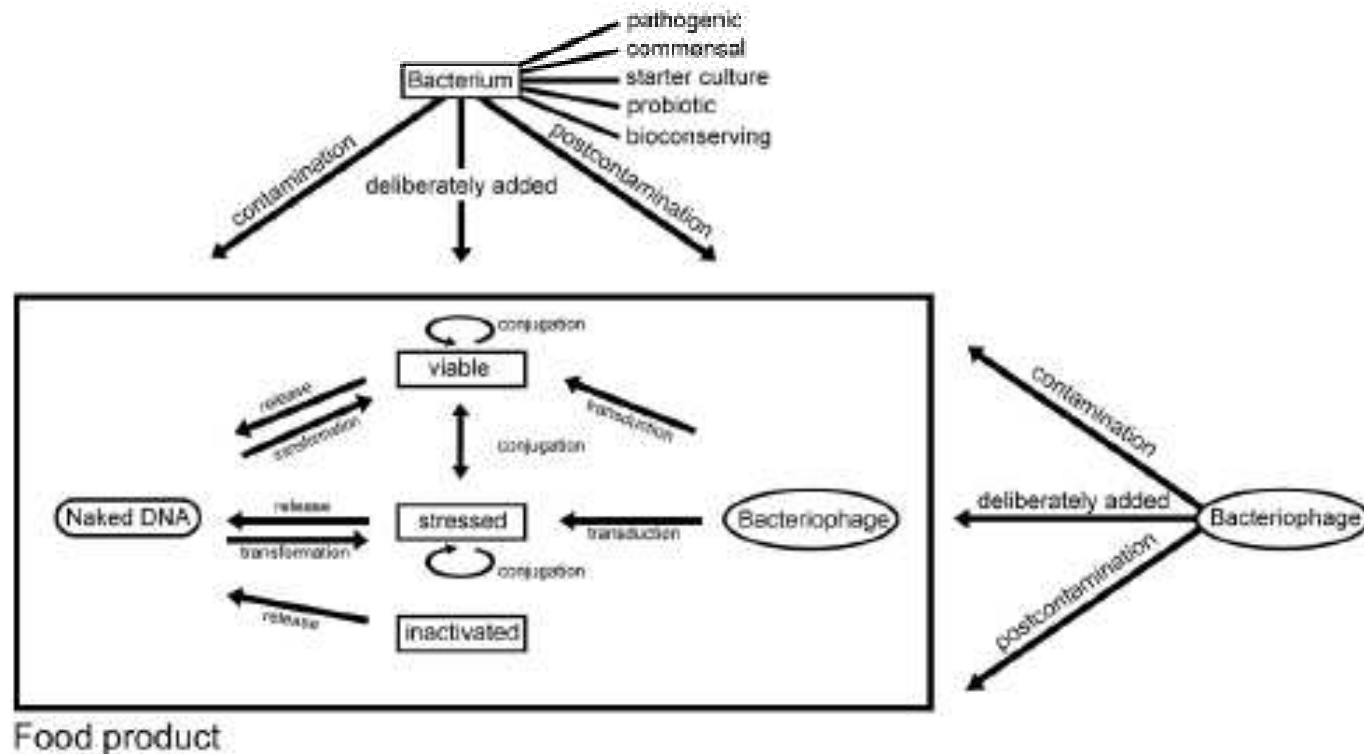 pathogenic
commensal
Bacterium
starter culture
probiotic
bioconserving
contamination
deliberately added
postcontamination
conjugation
viable
release
transformation
transduction
conjugation
contamination
Naked DNA
release
stressed
Bacteriophage
deliberately added
Bacteriophage
transformation
transduction
conjugation
postcontamination
release
inactivated
Food product